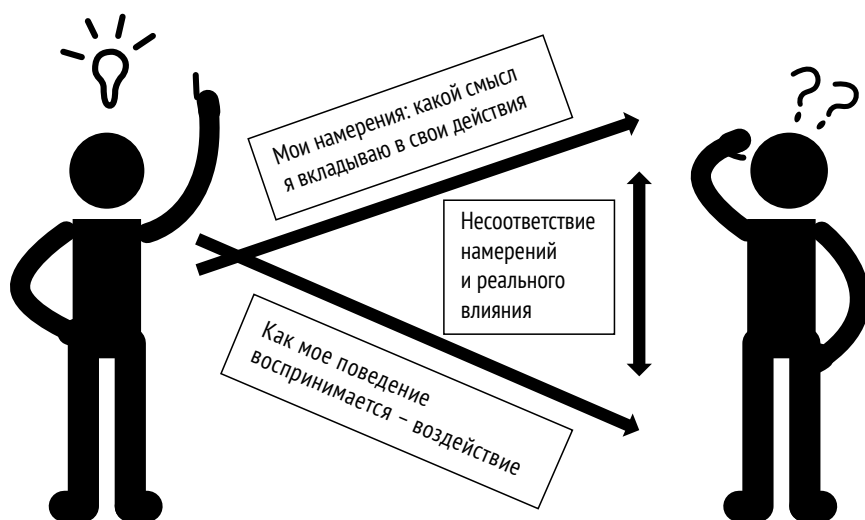 Мои намерения: какой смысл
я вкладываю в свои действия
Несоответствие
намерений
и реального
влияния
Как мое поведение
воспринимается – воздействие
??